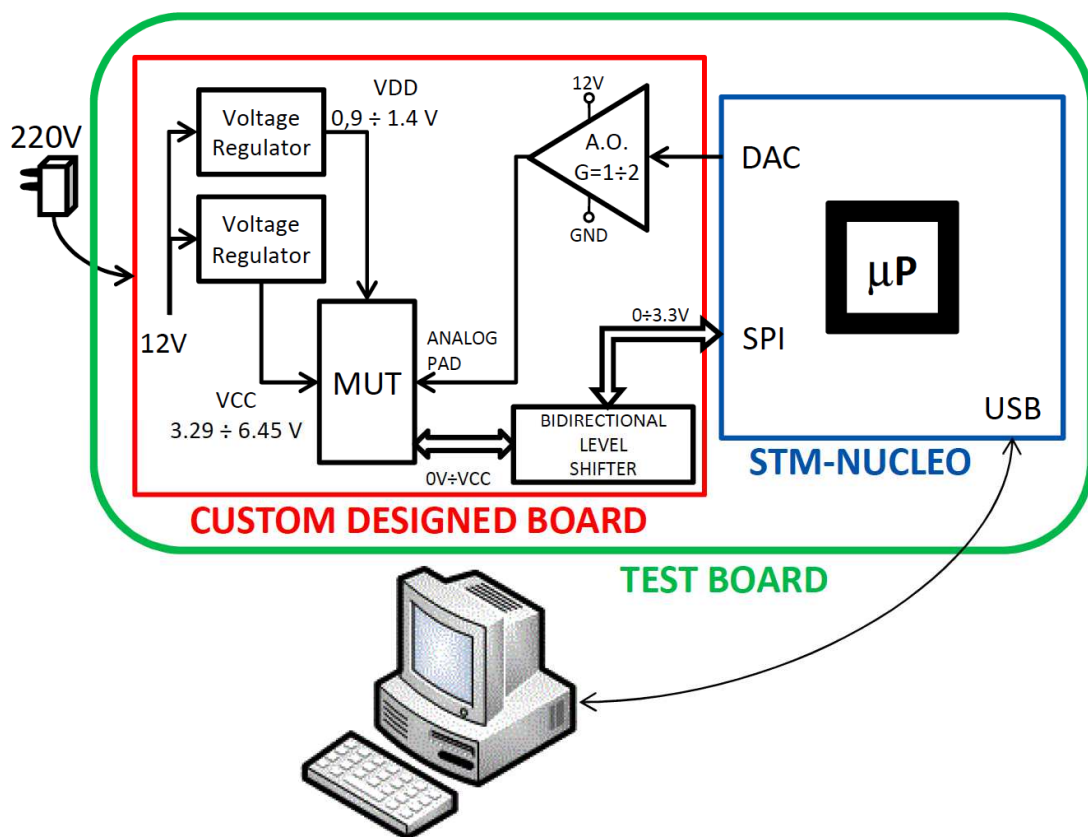 220V
Voltage
Regulator
VDD
0,9 ÷ 1.4 V
Voltage
Regulator
12V
VCC
3.29 ÷ 6.45 V
MUT
ANALOG
PAD
12V
A.O.
G=1÷2
GND
0÷3.3V
BIDIRECTIONAL
LEVEL
SHIFTER
0V÷VCC
CUSTOM DESIGNED BOARD
DAC
µP
SPI
USB
STM-NUCLEO
TEST BOARD